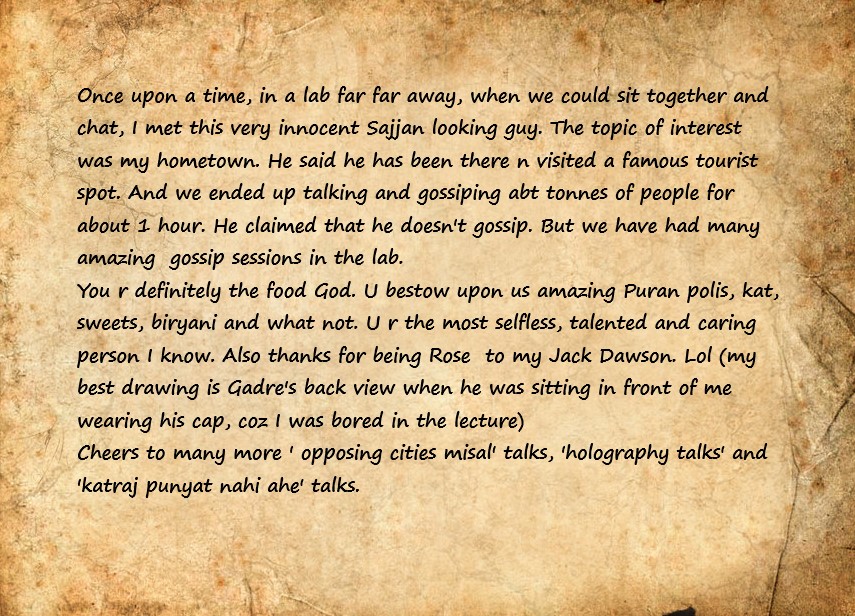 Once upon a time, in a lab far far away, when we could sit together and
chat, I met this very innocent Sajjan looking guy. The topic of interest
was my hometown. He said he has been there n visited a famous tourist
spot. And we ended up talking and gossiping abt tonnes of people for
about 1 hour. He claimed that he doesn't gossip. But we have had many
amazing  gossip sessions in the lab.
You r definitely the food God. U bestow upon us amazing Puran polis, kat,
sweets, biryani and what not. U r the most selfless, talented and caring
person I know. Also thanks for being Rose  to my Jack Dawson. Lol (my
best drawing is Gadre's back view when he was sitting in front of me
wearing his cap, coz I was bored in the lecture)
Cheers to many more ' opposing cities misal' talks, 'holography talks' and
'katraj punyat nahi ahe' talks.